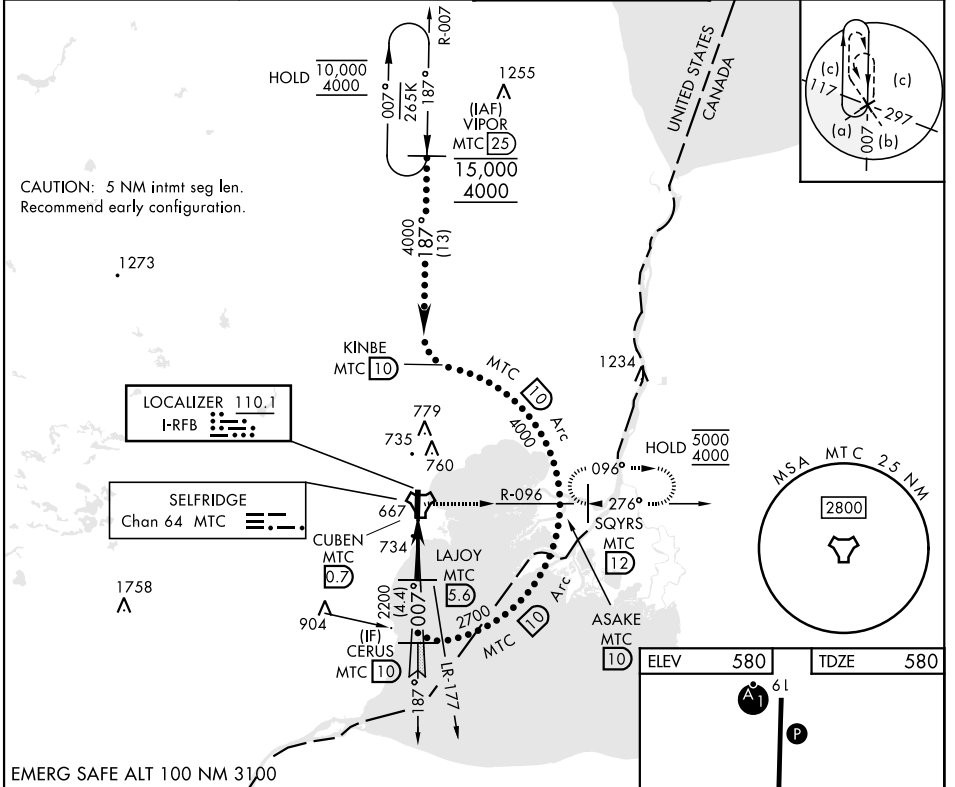 R-007
HOLD 10,000
4000
007°
265K
187°
1255
(IAF)
VIPOR
MTC 25
15,000
4000
UNITED STATES
CANADA
(c)
(c)
117
297
(a)
(b)
007
CAUTION: 5 NM intmt seg len.
Recommend early configuration.
4000
187°
(13)
1273
KINBE
MTC 10
MTC 10 Arc
4000
1234
LOCALIZER 110.1
I-RFB
779
735
760
HOLD 5000
4000
096°
276°
R-096
SELFRIDGE
Chan 64 MTC
667
CUBEN
MTC
0.7
734
LAJOY
MTC
5.6
SQYRS
MTC
12
MSA MTC 25 NM
2800
1758
904
2200
(4.4)
007°
2700
MTC 10 Arc
ASAKE
MTC
10
(IF)
CERUS
MTC 10
187°
LR-177
ELEV 580
TDZE 580
A1
19
P
EMERG SAFE ALT 100 NM 3100